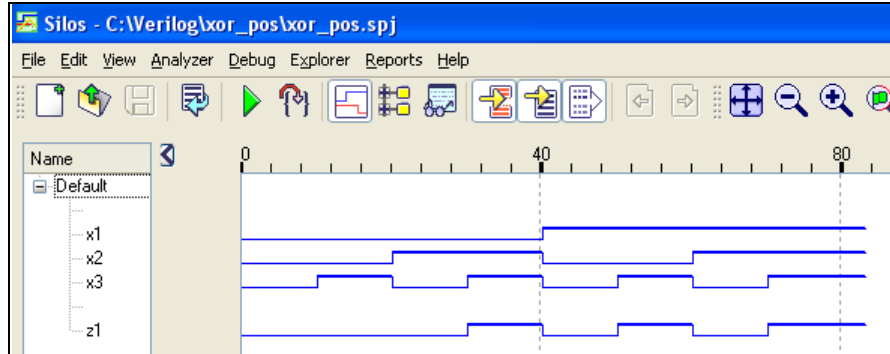 Silos - C:\Verilog\xor_pos\xor_pos.spj
File Edit View Analyzer Debug Explorer Reports Help
Name
0 40 80
Default
x1
x2
x3
z1